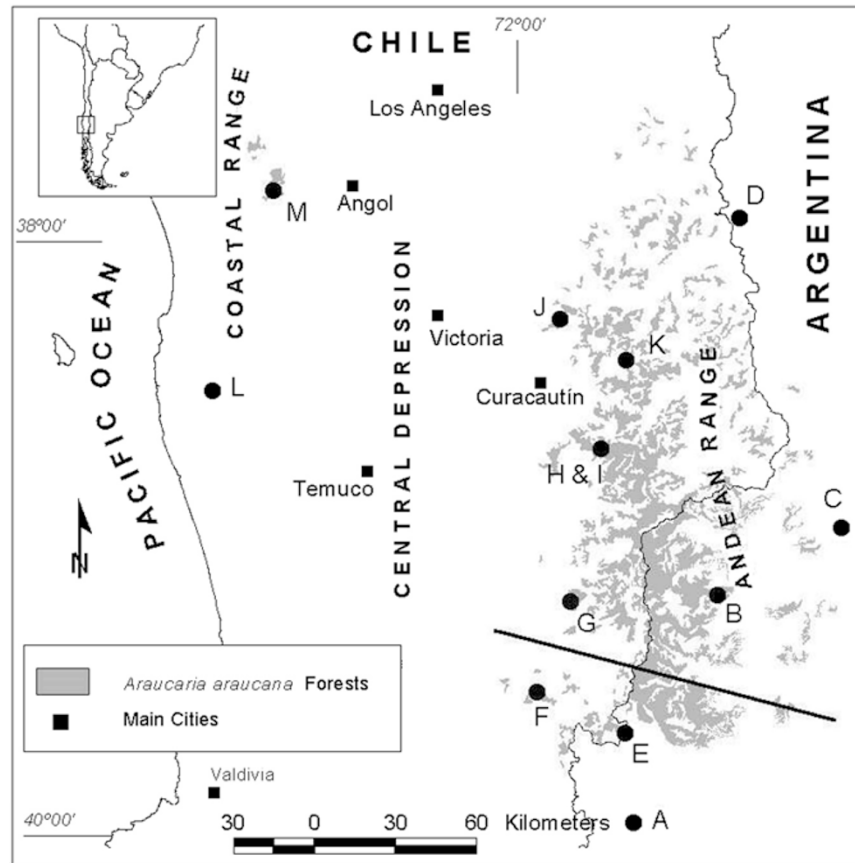 CHILE
72°00'
Los Angeles
COASTAL RANGE
ARGENTINA
M
Angol
D
38°00'
CENTRAL DEPRESSION
J
Victoria
K
PACIFIC OCEAN
Curacautín
L
ANDEAN RANGE
H & I
Temuco
C
N
G
B
Araucaria araucana Forests
Main Cities
F
E
Valdivia
40°00'
30 0 30 60
Kilometers
A